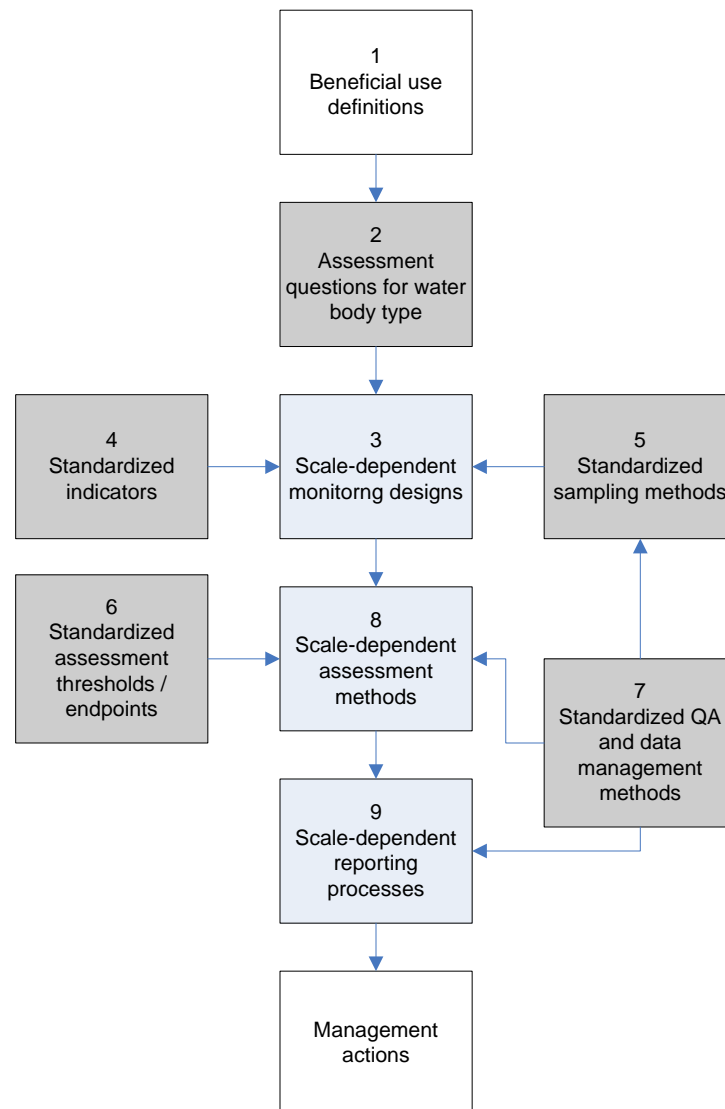 1
Beneficial use
definitions
2
Assessment
questions for water
body type
4
Standardized
indicators
3
Scale-dependent
monitorng designs
5
Standardized
sampling methods
6
Standardized
assessment
thresholds /
endpoints
8
Scale-dependent
assessment
methods
7
Standardized QA
and data
management
methods
9
Scale-dependent
reporting
processes
Management
actions